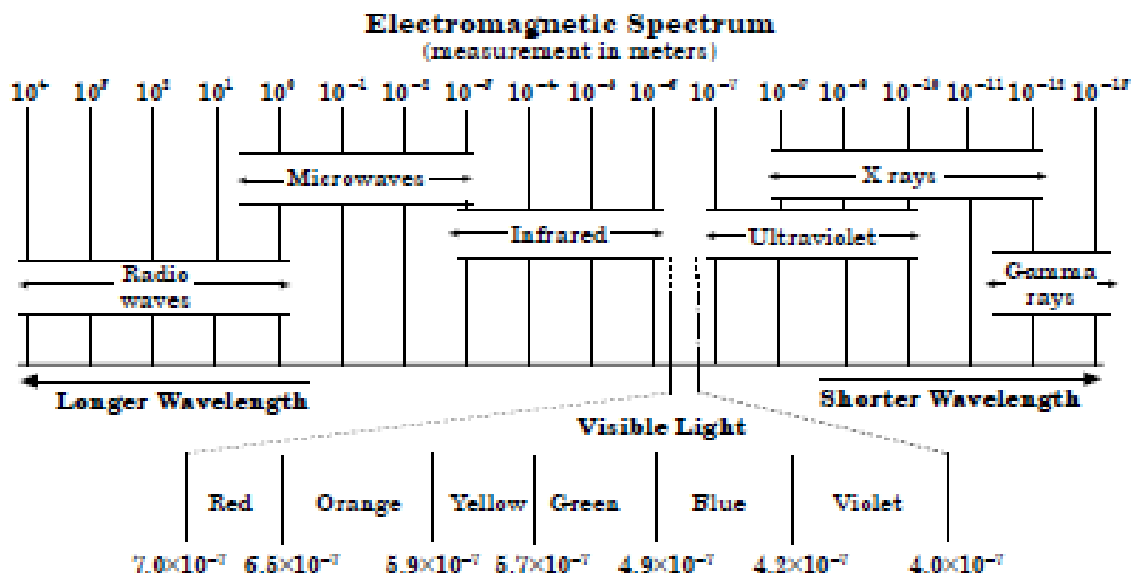 Electromagnetic Spectrum
(measurement in meters)
10⁴ 10³ 10² 10¹ 10⁰ 10⁻¹ 10⁻² 10⁻³ 10⁻⁴ 10⁻⁵ 10⁻⁶ 10⁻⁷ 10⁻⁸ 10⁻⁹ 10⁻¹⁰ 10⁻¹¹ 10⁻¹² 10⁻¹³
Microwaves
X rays
Infrared
Ultraviolet
Radio
waves
Gamma
rays
Longer Wavelength
Shorter Wavelength
Visible Light
Red Orange Yellow Green Blue Violet
7.0×10⁻⁷ 6.5×10⁻⁷ 5.9×10⁻⁷ 5.7×10⁻⁷ 4.9×10⁻⁷ 4.2×10⁻⁷ 4.0×10⁻⁷